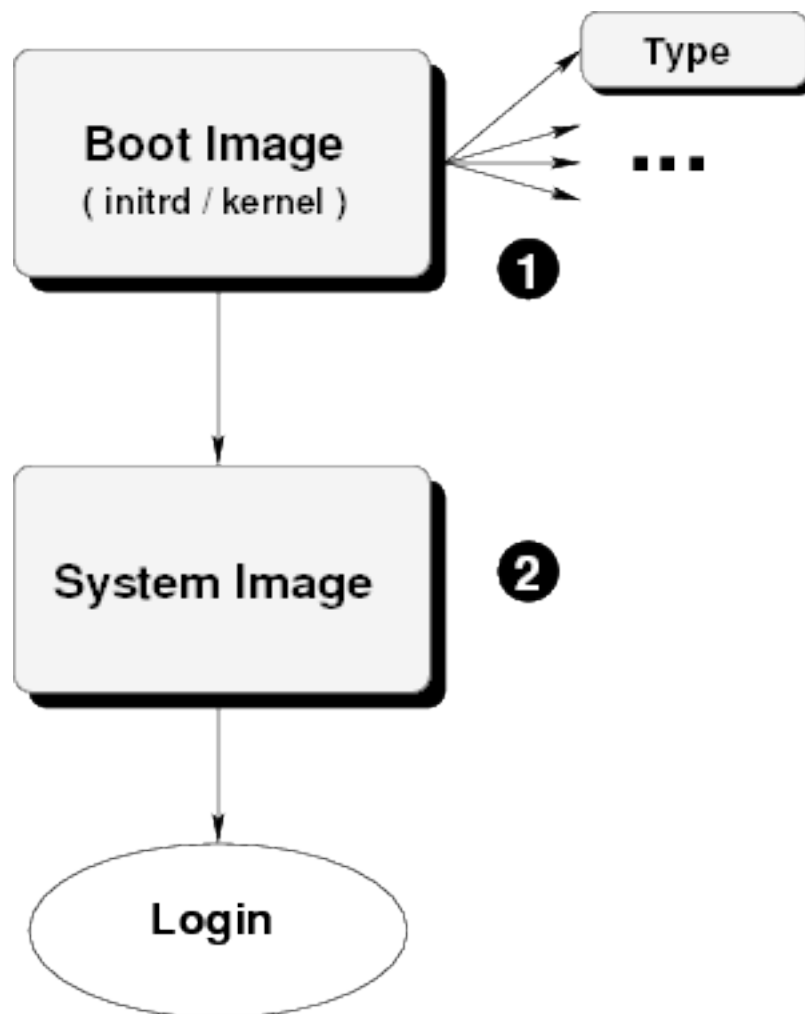 Type
Boot Image
( initrd / kernel )
...
1
System Image
2
Login